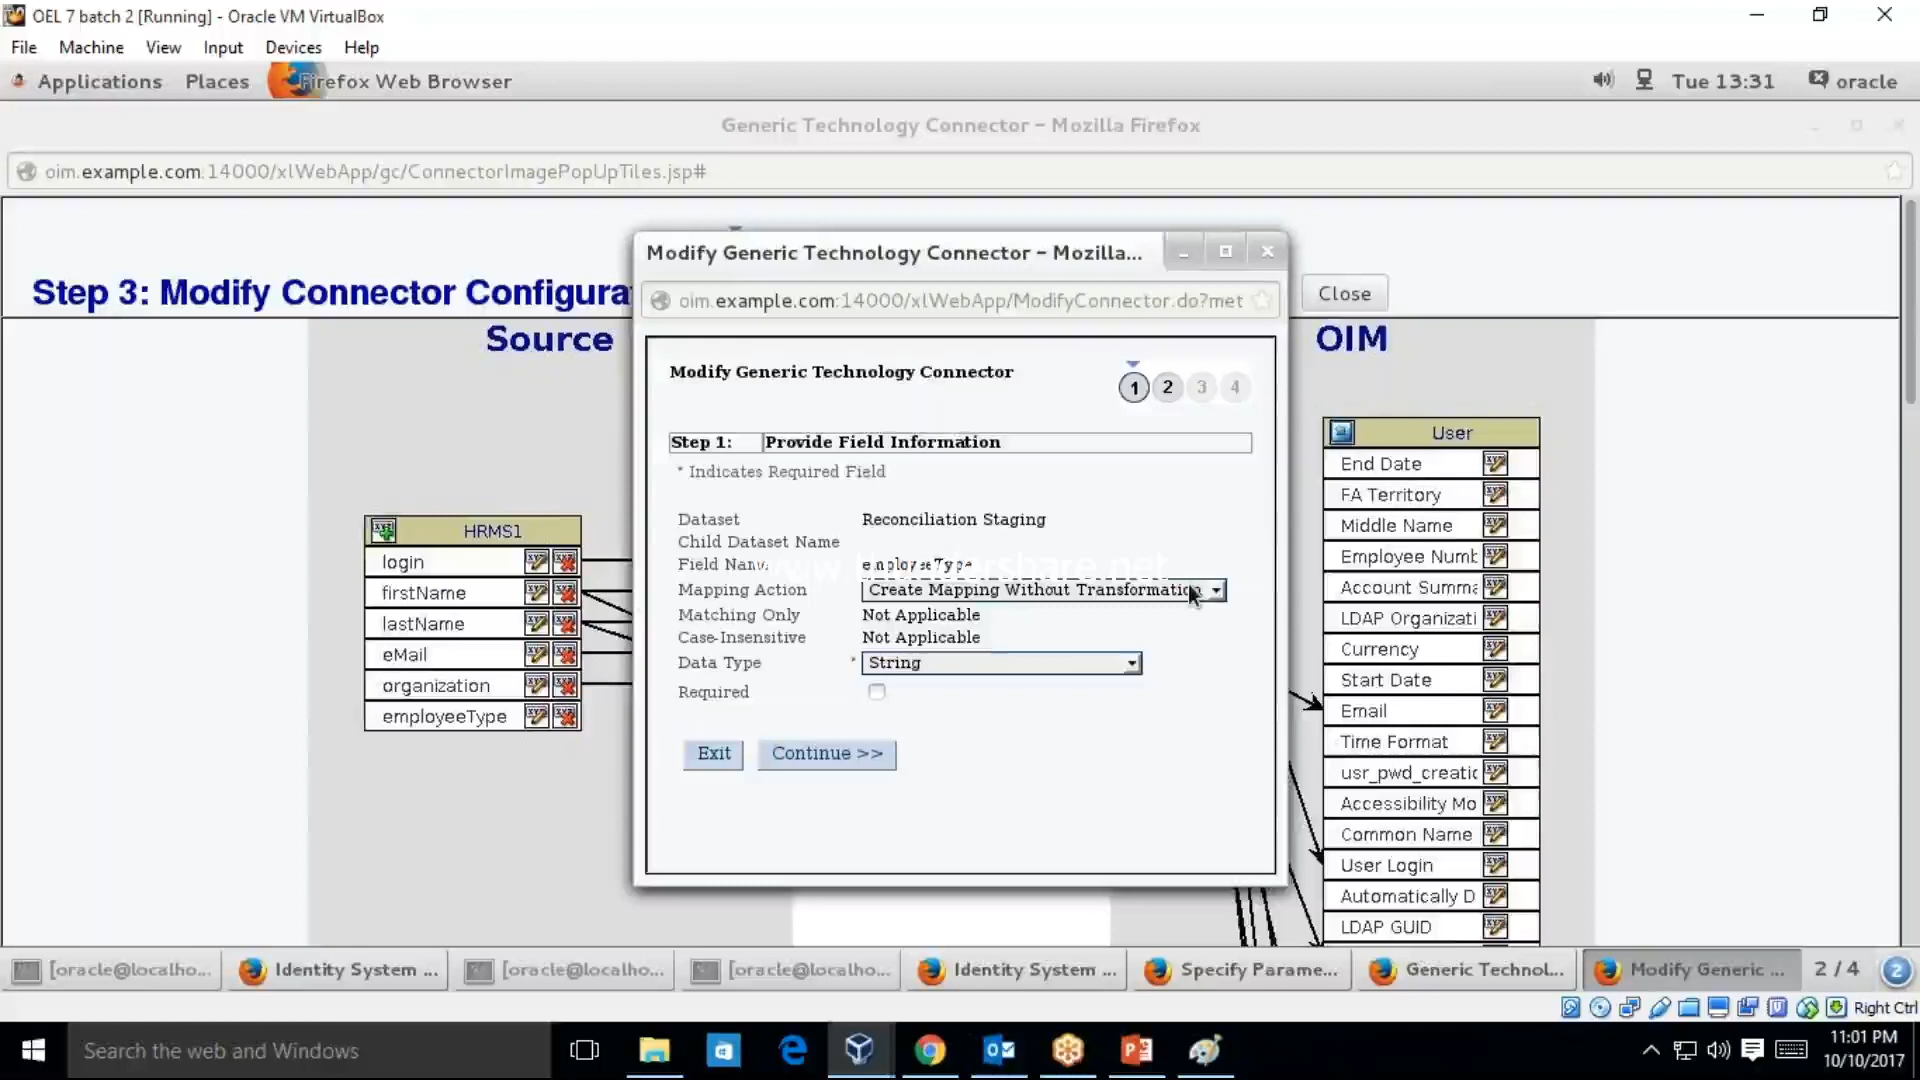 OEL 7 batch 2 [Running] - Oracle VM VirtualBox
File Machine View Input Devices Help
Applications Places Firefox Web Browser Tue 13:31 oracle
Generic Technology Connector - Mozilla Firefox
oim.example.com:14000/xlWebApp/gc/ConnectorImagePopUpTiles.jsp#
Step 3: Modify Connector Configura
Close
Source
OIM
Modify Generic Technology Connector - Mozilla...
oim.example.com:14000/xlWebApp/ModifyConnector.do?met
Modify Generic Technology Connector
1 2 3 4
Step 1: Provide Field Information
* Indicates Required Field
Dataset Reconciliation Staging
Child Dataset Name
Field Name employeeType
Mapping Action Create Mapping Without Transformation
Matching Only Not Applicable
Case-Insensitive Not Applicable
Data Type * String
Required
Exit Continue >>
HRMS1
login
firstName
lastName
eMail
organization
employeeType
User
End Date
FA Territory
Middle Name
Employee Numb
Account Summa
LDAP Organizati
Currency
Start Date
Email
Time Format
usr_pwd_creatic
Accessibility Mo
Common Name
User Login
Automatically D
LDAP GUID
[oracle@localho... Identity System ... [oracle@localho... [oracle@localho... Identity System ... Specify Parame... Generic Technol... Modify Generic ... 2 / 4 2
Right Ctrl
Search the web and Windows
11:01 PM
10/10/2017